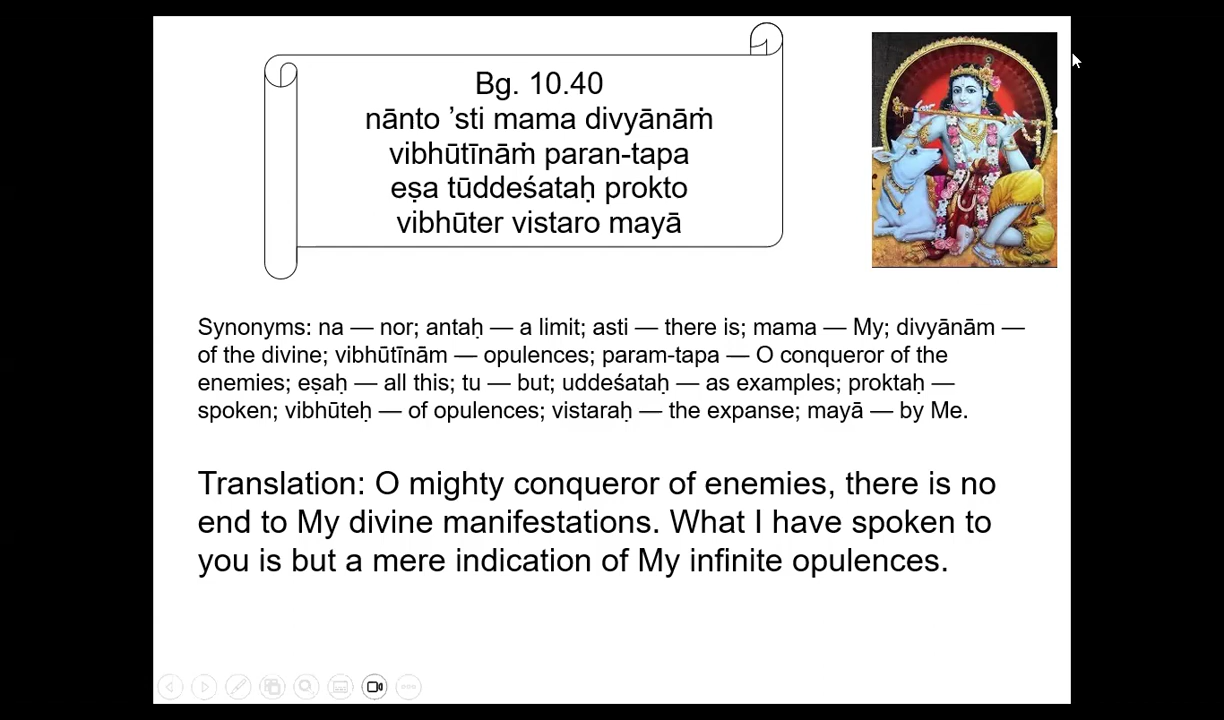 Bg. 10.40
nānto ’sti mama divyānāṁ
vibhūtīnāṁ paran-tapa
eṣa tūddeśataḥ prokto
vibhūter vistaro mayā
Synonyms: na — nor; antaḥ — a limit; asti — there is; mama — My; divyānām —
of the divine; vibhūtīnām — opulences; param-tapa — O conqueror of the
enemies; eṣaḥ — all this; tu — but; uddeśataḥ — as examples; proktaḥ —
spoken; vibhūteḥ — of opulences; vistaraḥ — the expanse; mayā — by Me.
Translation: O mighty conqueror of enemies, there is no
end to My divine manifestations. What I have spoken to
you is but a mere indication of My infinite opulences.